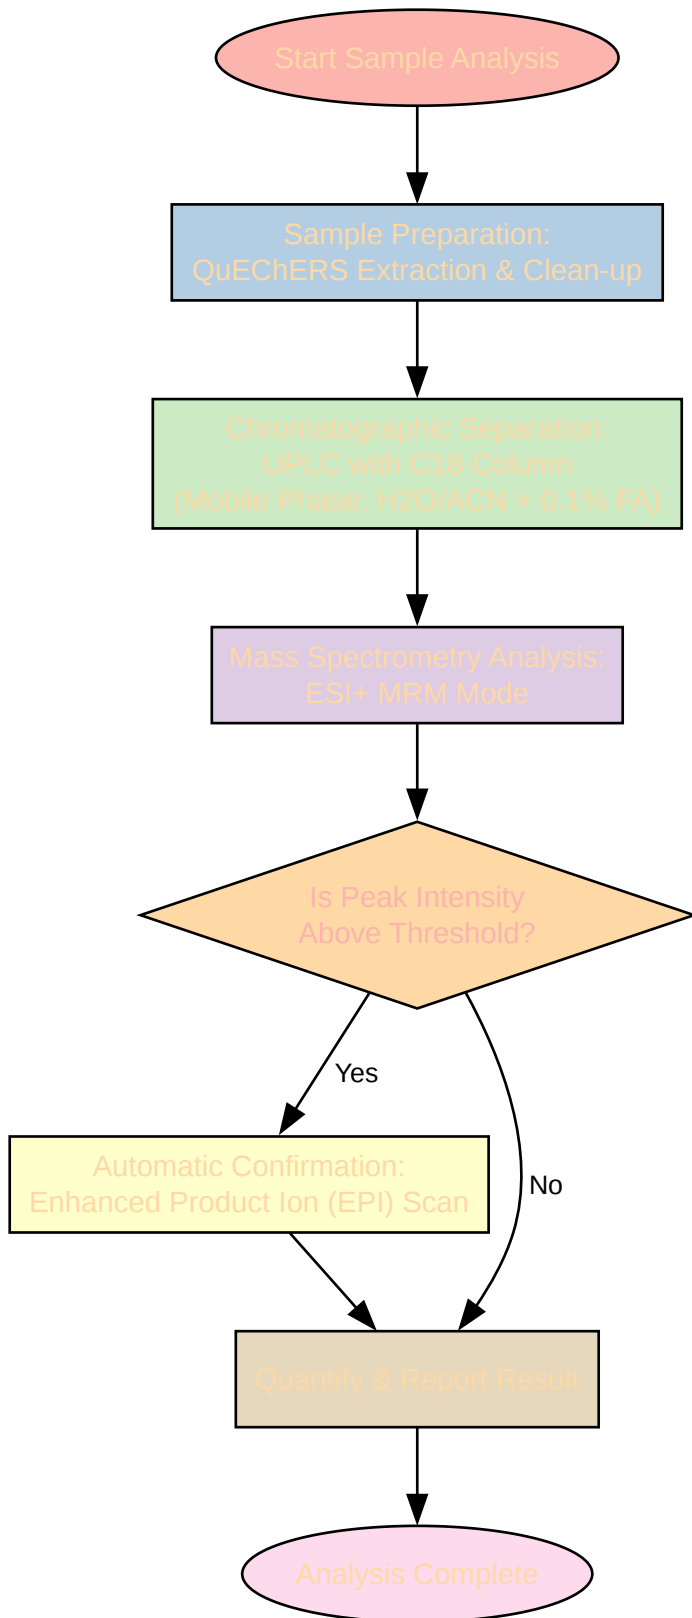 Start Sample Analysis
Sample Preparation:
QuEChERS Extraction & Clean-up
Chromatographic Separation:
UPLC with C18 Column
(Mobile Phase: H2O/ACN + 0.1% FA)
Mass Spectrometry Analysis:
ESI+ MRM Mode
Is Peak Intensity
Above Threshold?
Yes
Automatic Confirmation:
Enhanced Product Ion (EPI) Scan
No
Quantify & Report Result
Analysis Complete